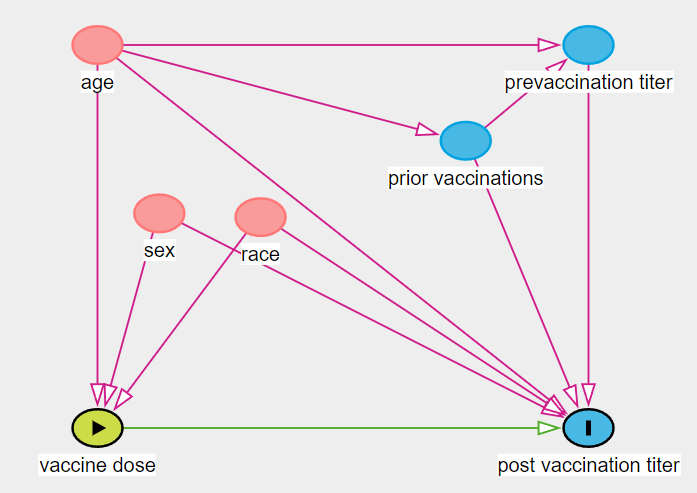 age
prevaccination titer
prior vaccinations
sex
race
vaccine dose
post vaccination titer